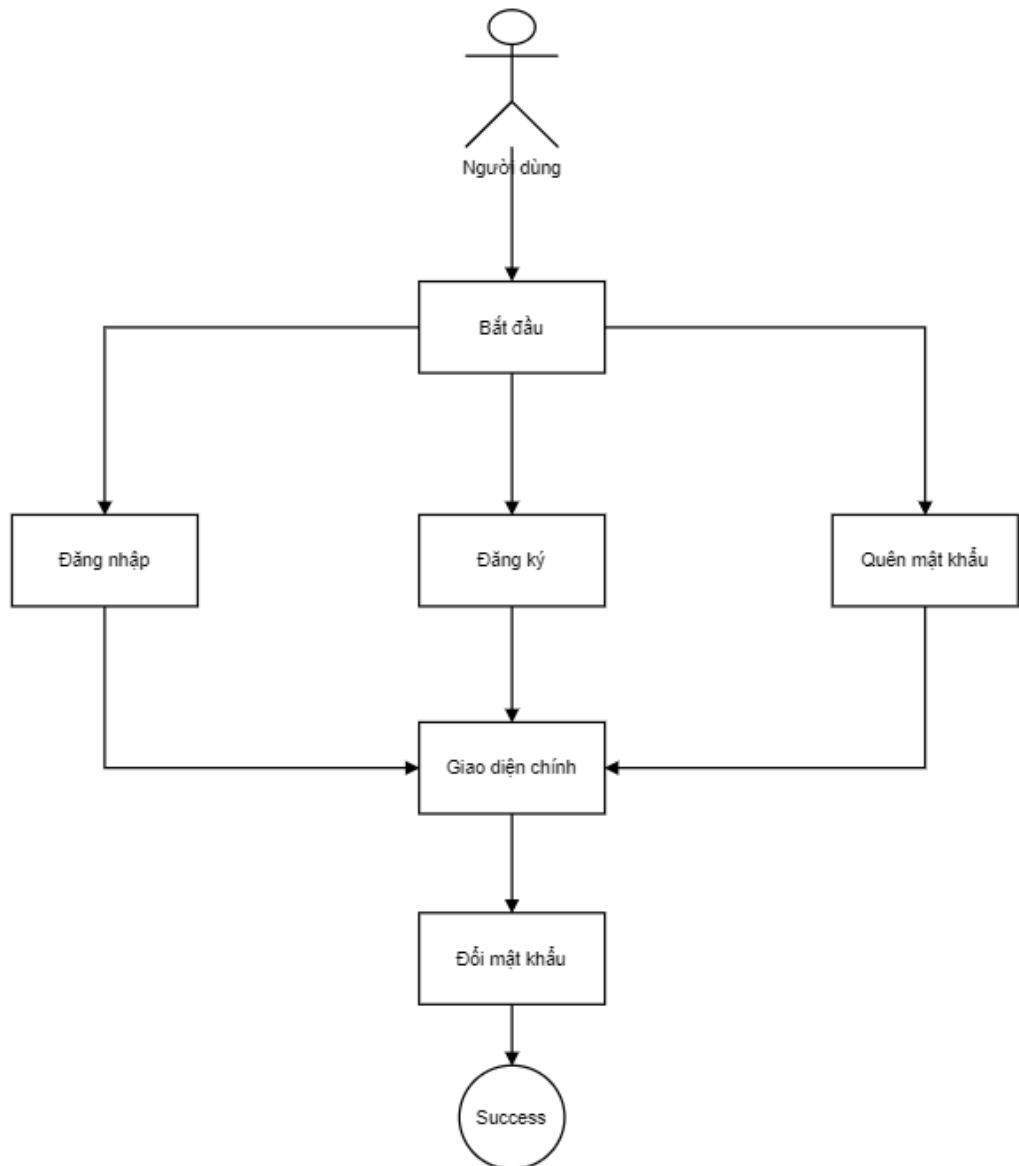 Người dùng
Bắt đầu
Đăng nhập
Đăng ký
Quên mật khẩu
Giao diện chính
Đổi mật khẩu
Success